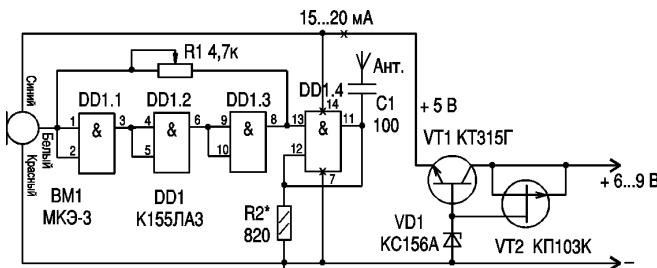 15...20 мА
R1 4,7к
Ант.
Синий
DD1.1
DD1.2
DD1.3
DD1.4
14
C1
100
+ 5 В
1
&
3
4
&
6
9
&
8
13
&
11
Белый
2
5
10
12
VT1 КТ315Г
+ 6...9 В
Красный
7
BM1
МКЭ-3
DD1
К155ЛА3
R2*
820
VD1
КС156А
VT2 КП103К
–